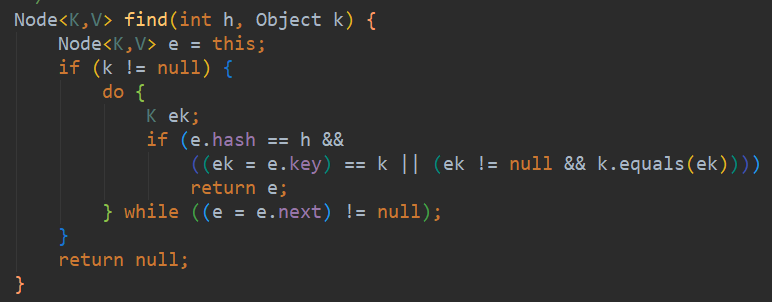 Node<K,V> find(int h, Object k) {
    Node<K,V> e = this;
    if (k != null) {
        do {
            K ek;
            if (e.hash == h &&
                ((ek = e.key) == k || (ek != null && k.equals(ek))))
                return e;
        } while ((e = e.next) != null);
    }
    return null;
}